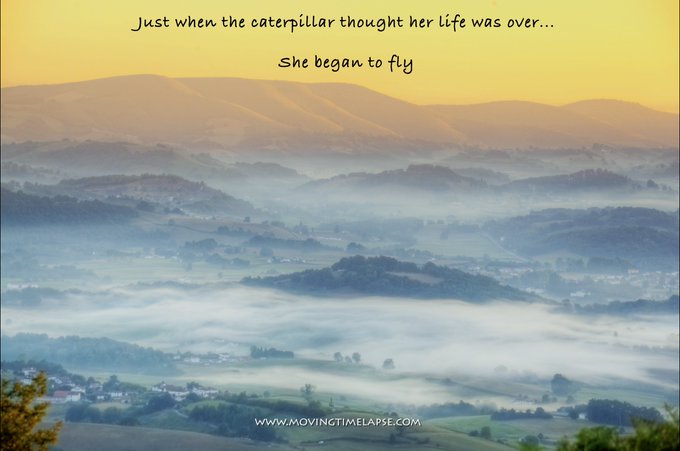 Just when the caterpillar thought her life was over...
She began to fly
www.movingtimelapse.com